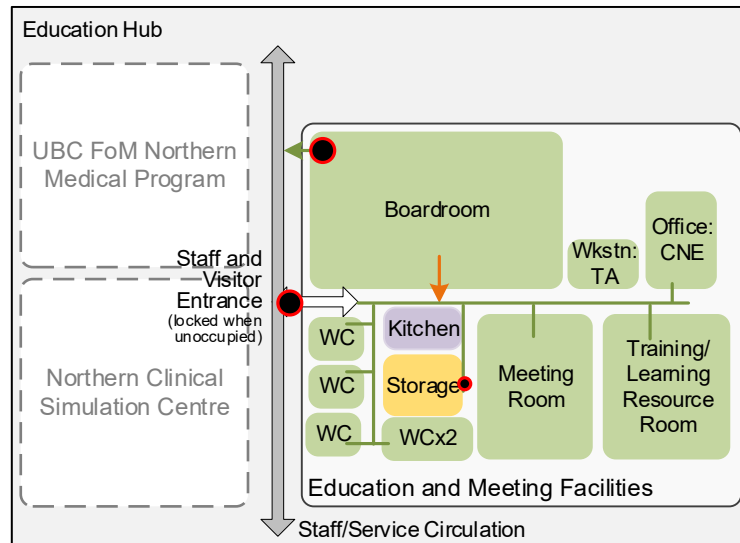 Education Hub
UBC FoM Northern
Medical Program
Boardroom
Office:
CNE
Wkstn:
TA
Staff and
Visitor
Entrance
(locked when
unoccupied)
Northern Clinical
Simulation Centre
WC
WC
WC
Kitchen
Storage
WCx2
Meeting
Room
Training/
Learning
Resource
Room
Education and Meeting Facilities
Staff/Service Circulation